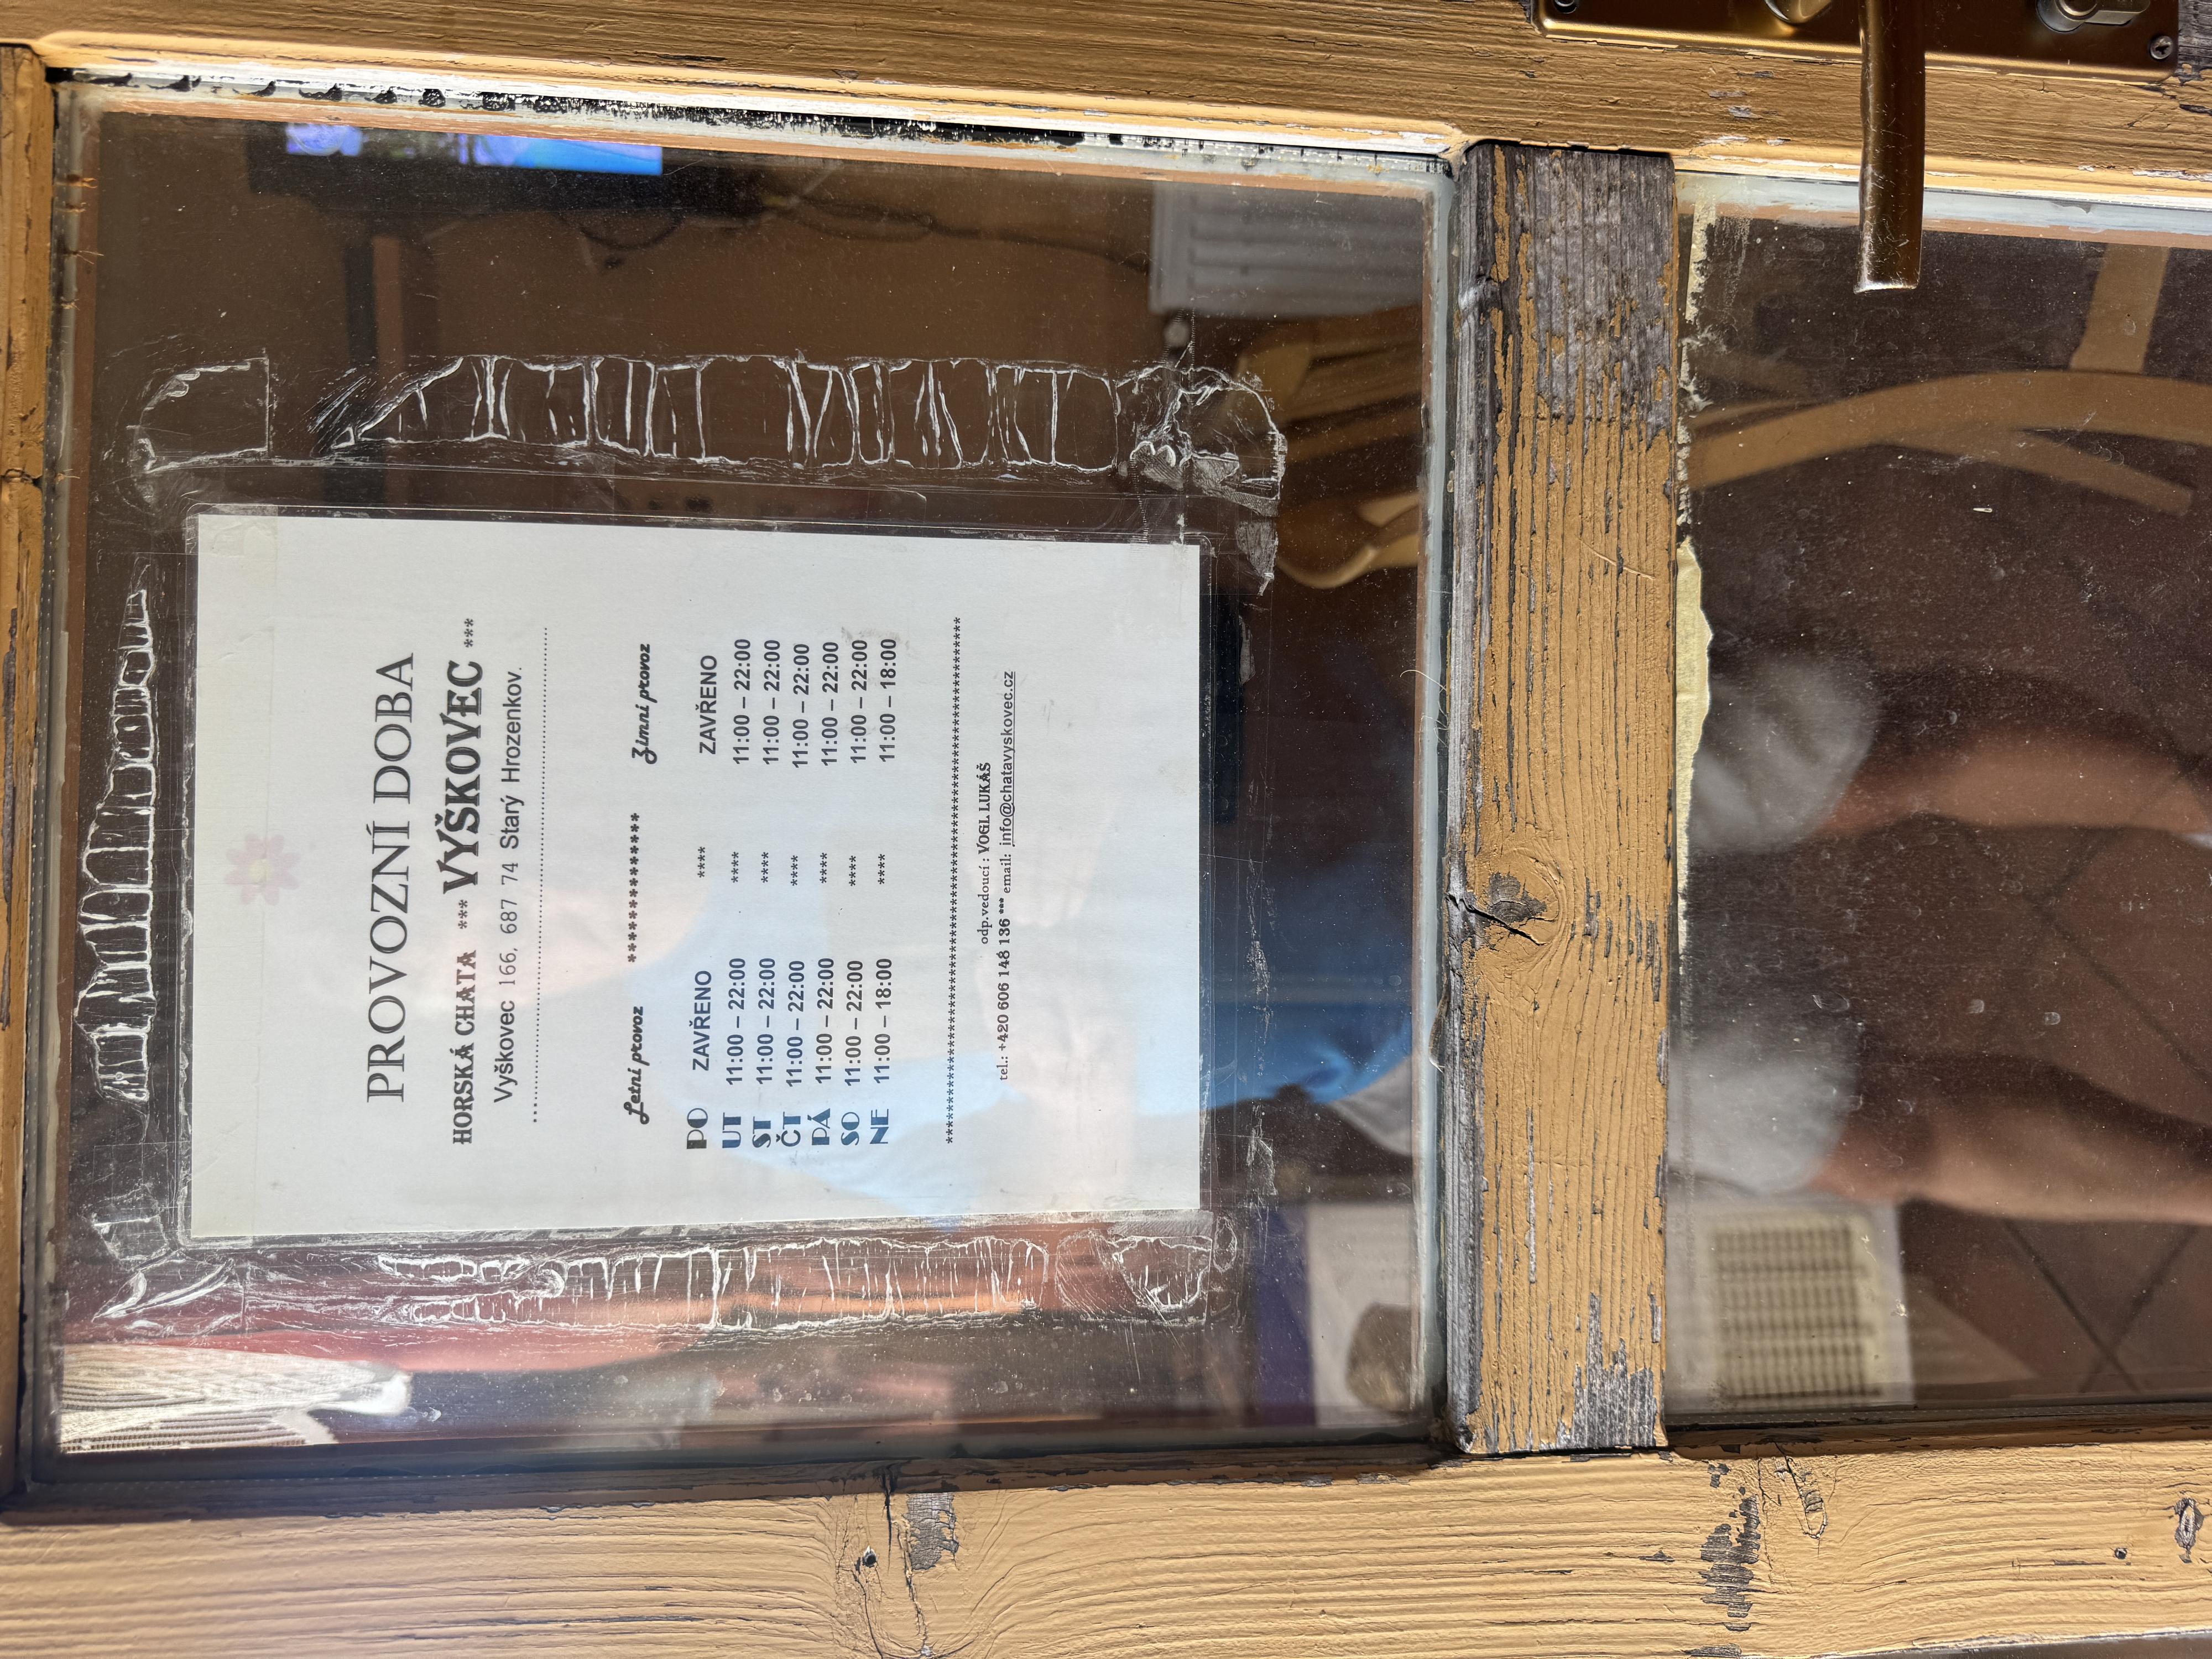 PROVOZNÍ DOBA
HORSKÁ CHATA *** VYŠKOVEC ***
Vyškovec 166, 687 74 Starý Hrozenkov.
Letní provoz ************** Zimní provoz
PO ZAVŘENO **** ZAVŘENO
UT 11:00 – 22:00 **** 11:00 – 22:00
ST 11:00 – 22:00 **** 11:00 – 22:00
ČT 11:00 – 22:00 **** 11:00 – 22:00
PÁ 11:00 – 22:00 **** 11:00 – 22:00
SO 11:00 – 22:00 **** 11:00 – 22:00
NE 11:00 – 18:00 **** 11:00 – 18:00
odp.vedoucí : VOGL LUKÁŠ
tel.: +420 606 148 136 *** email: info@chatavyskovec.cz